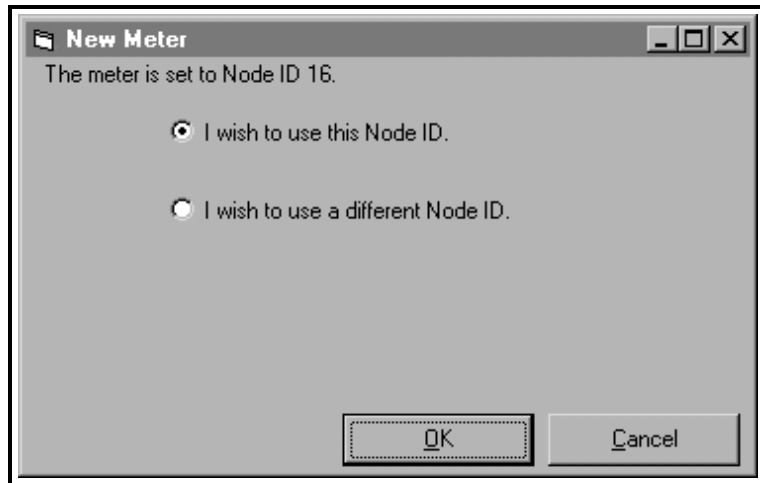 New Meter
The meter is set to Node ID 16.
I wish to use this Node ID.
I wish to use a different Node ID.
OK
Cancel